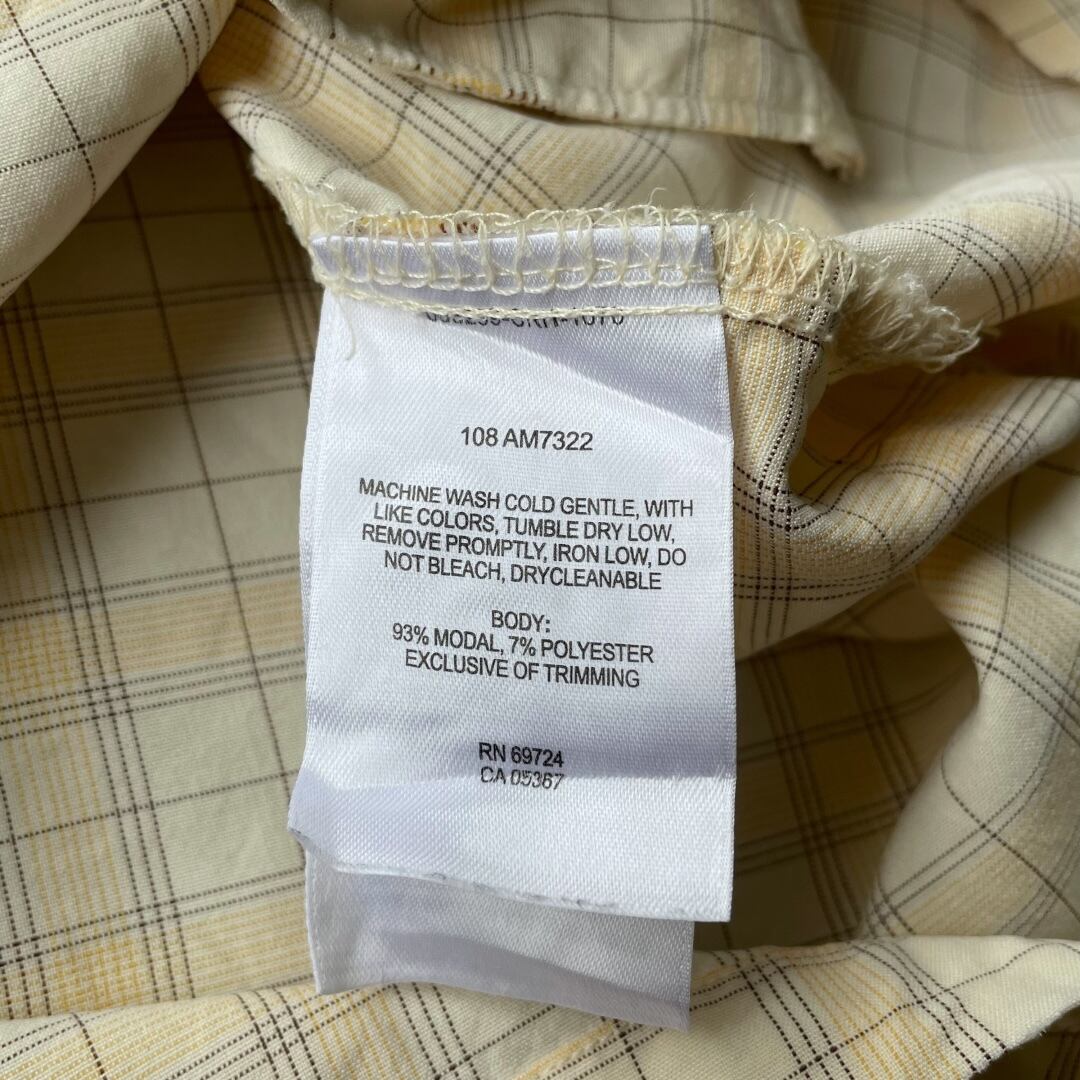 108 AM7322
MACHINE WASH COLD GENTLE, WITH
LIKE COLORS, TUMBLE DRY LOW,
REMOVE PROMPTLY, IRON LOW, DO
NOT BLEACH, DRYCLEANABLE
BODY:
93% MODAL, 7% POLYESTER
EXCLUSIVE OF TRIMMING
RN 69724
CA 05367